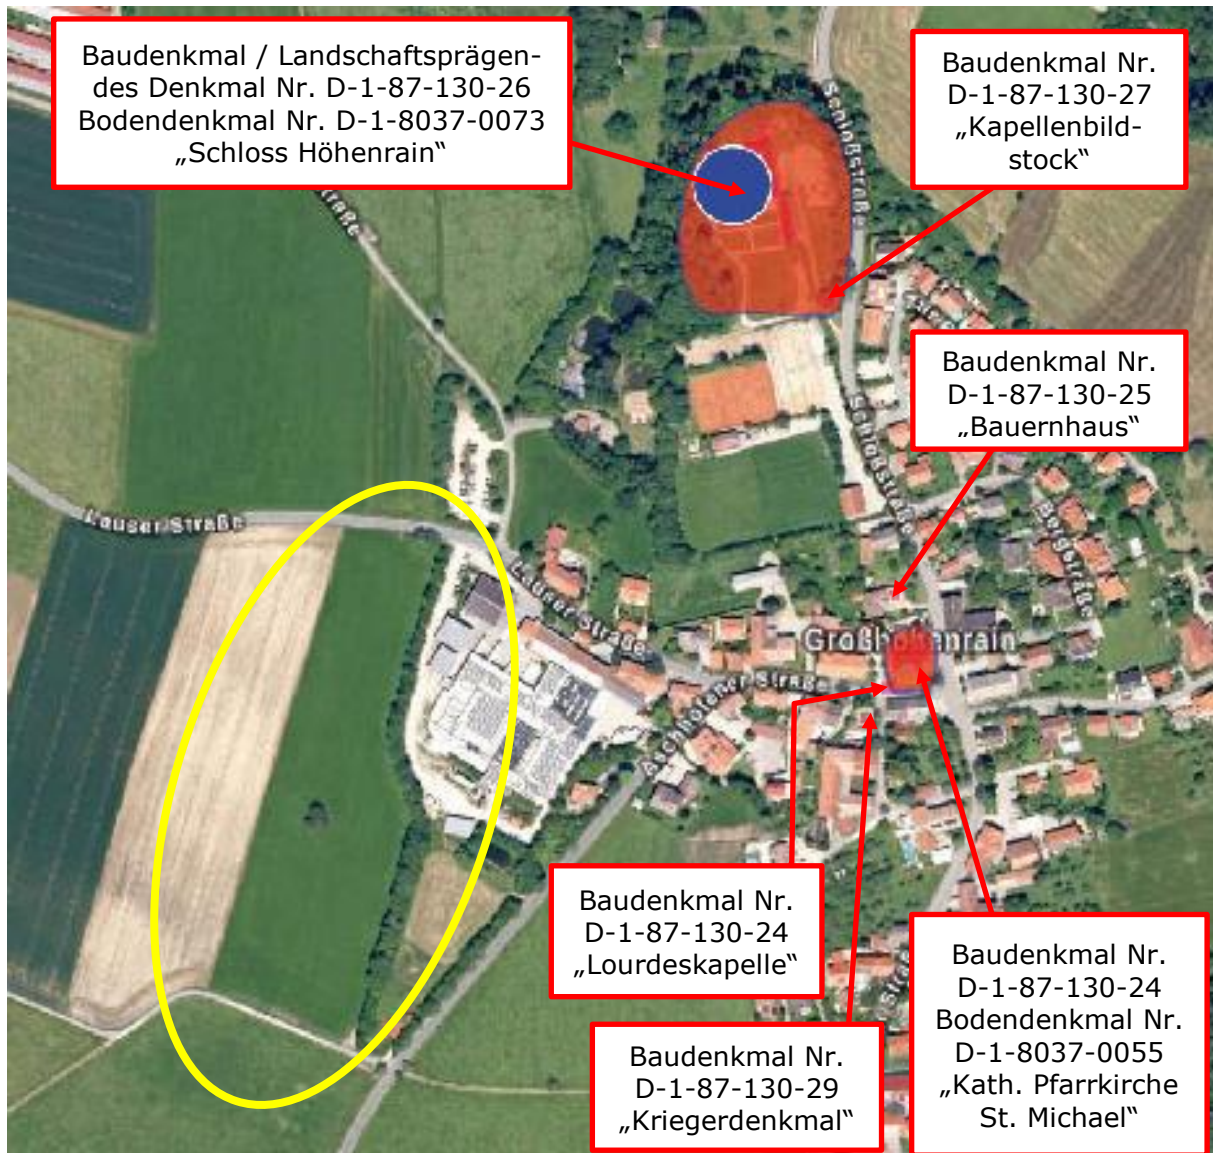 Baudenkmal / Landschaftsprägen-
des Denkmal Nr. D-1-87-130-26
Bodendenkmal Nr. D-1-8037-0073
„Schloss Höhenrain“
Baudenkmal Nr.
D-1-87-130-27
„Kapellenbild-
stock“
Schloßstraße
traße
Baudenkmal Nr.
D-1-87-130-25
„Bauernhaus“
Schloßstraße
Bergstraße
Lauser Straße
Lauser Straße
Großhöhenrain
Aschhofener Straße
Baudenkmal Nr.
D-1-87-130-24
„Lourdeskapelle“
Baudenkmal Nr.
D-1-87-130-24
Bodendenkmal Nr.
D-1-8037-0055
„Kath. Pfarrkirche
St. Michael“
Baudenkmal Nr.
D-1-87-130-29
„Kriegerdenkmal“